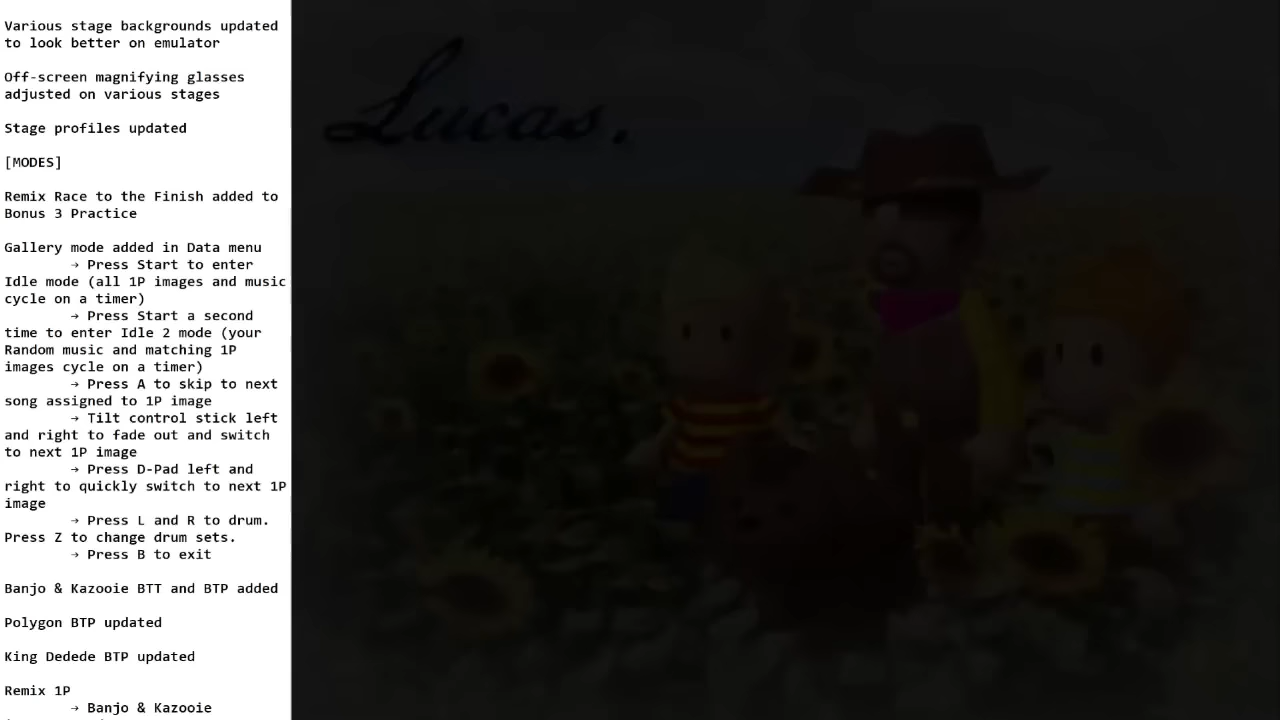 Various stage backgrounds updated
to look better on emulator
Off-screen magnifying glasses
adjusted on various stages
Stage profiles updated
[MODES]
Remix Race to the Finish added to
Bonus 3 Practice
Gallery mode added in Data menu
→ Press Start to enter
Idle mode (all 1P images and music
cycle on a timer)
→ Press Start a second
time to enter Idle 2 mode (your
Random music and matching 1P
images cycle on a timer)
→ Press A to skip to next
song assigned to 1P image
→ Tilt control stick left
and right to fade out and switch
to next 1P image
→ Press D-Pad left and
right to quickly switch to next 1P
image
→ Press L and R to drum.
Press Z to change drum sets.
→ Press B to exit
Banjo & Kazooie BTT and BTP added
Polygon BTP updated
King Dedede BTP updated
Remix 1P
→ Banjo & Kazooie
Lucas.